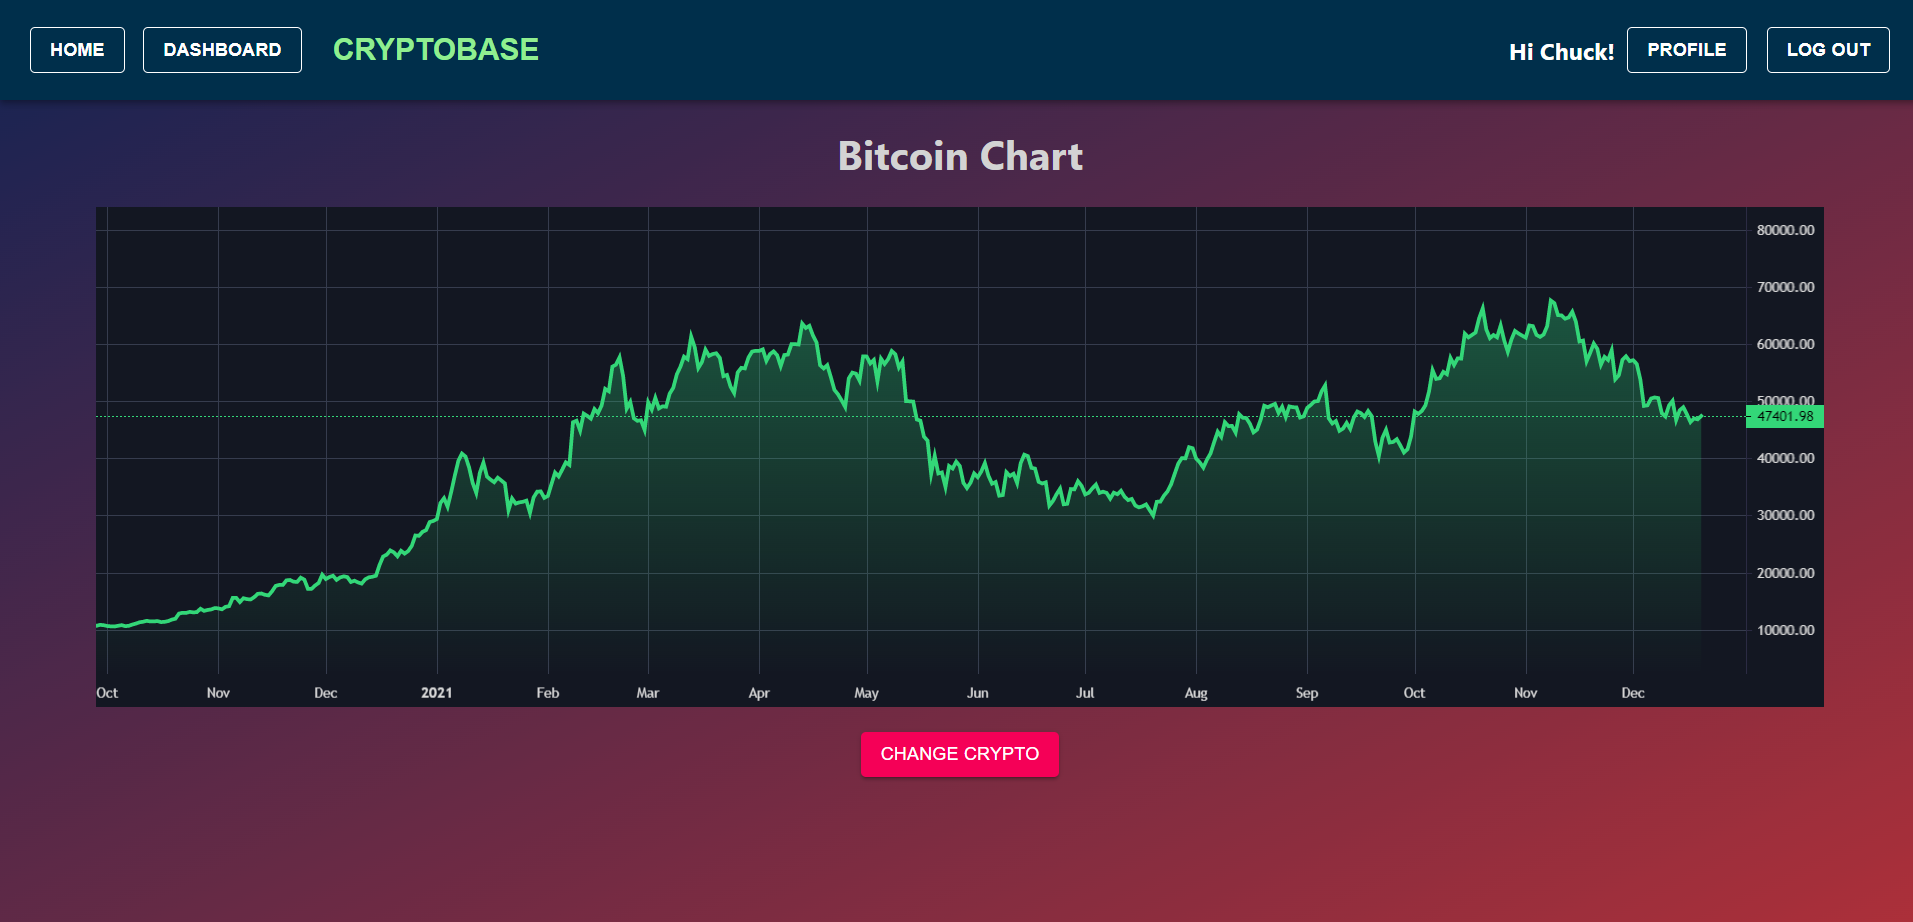 HOME DASHBOARD CRYPTOBASE Hi Chuck! PROFILE LOG OUT
Bitcoin Chart
80000.00
70000.00
60000.00
50000.00
47401.98
40000.00
30000.00
20000.00
10000.00
Oct Nov Dec 2021 Feb Mar Apr May Jun Jul Aug Sep Oct Nov Dec
CHANGE CRYPTO